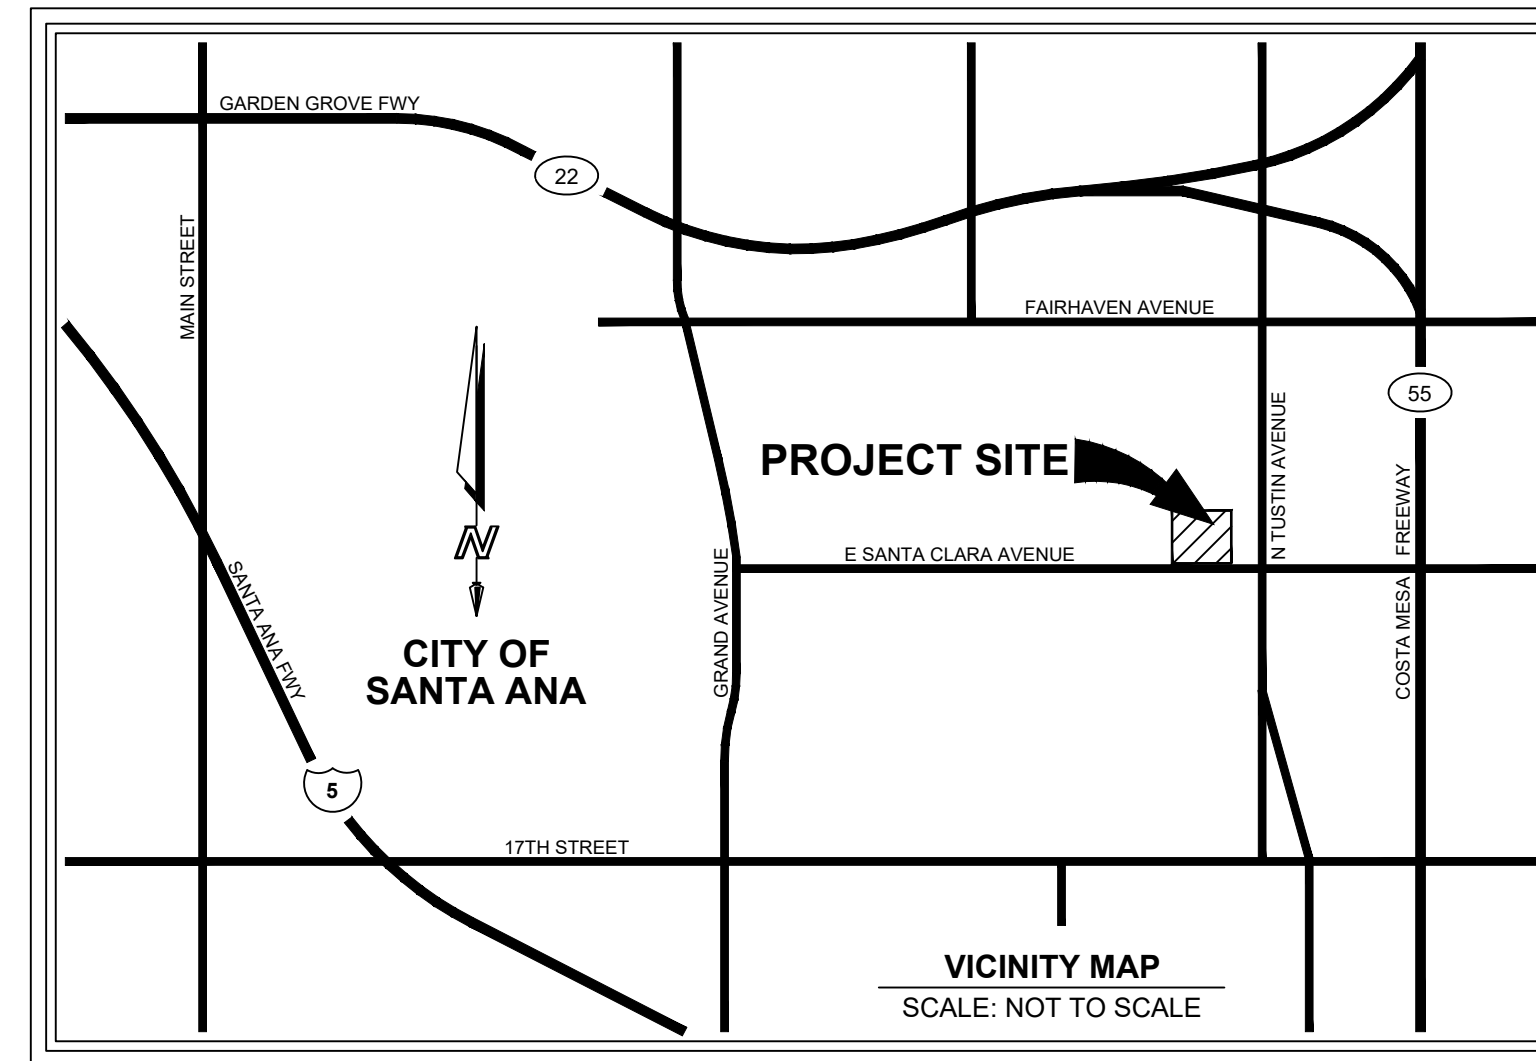 GARDEN GROVE FWY
22
MAIN STREET
FAIRHAVEN AVENUE
55
N TUSTIN AVENUE
PROJECT SITE
COSTA MESA FREEWAY
N
E SANTA CLARA AVENUE
GRAND AVENUE
SANTA ANA FWY
CITY OF
SANTA ANA
5
17TH STREET
VICINITY MAP
SCALE: NOT TO SCALE